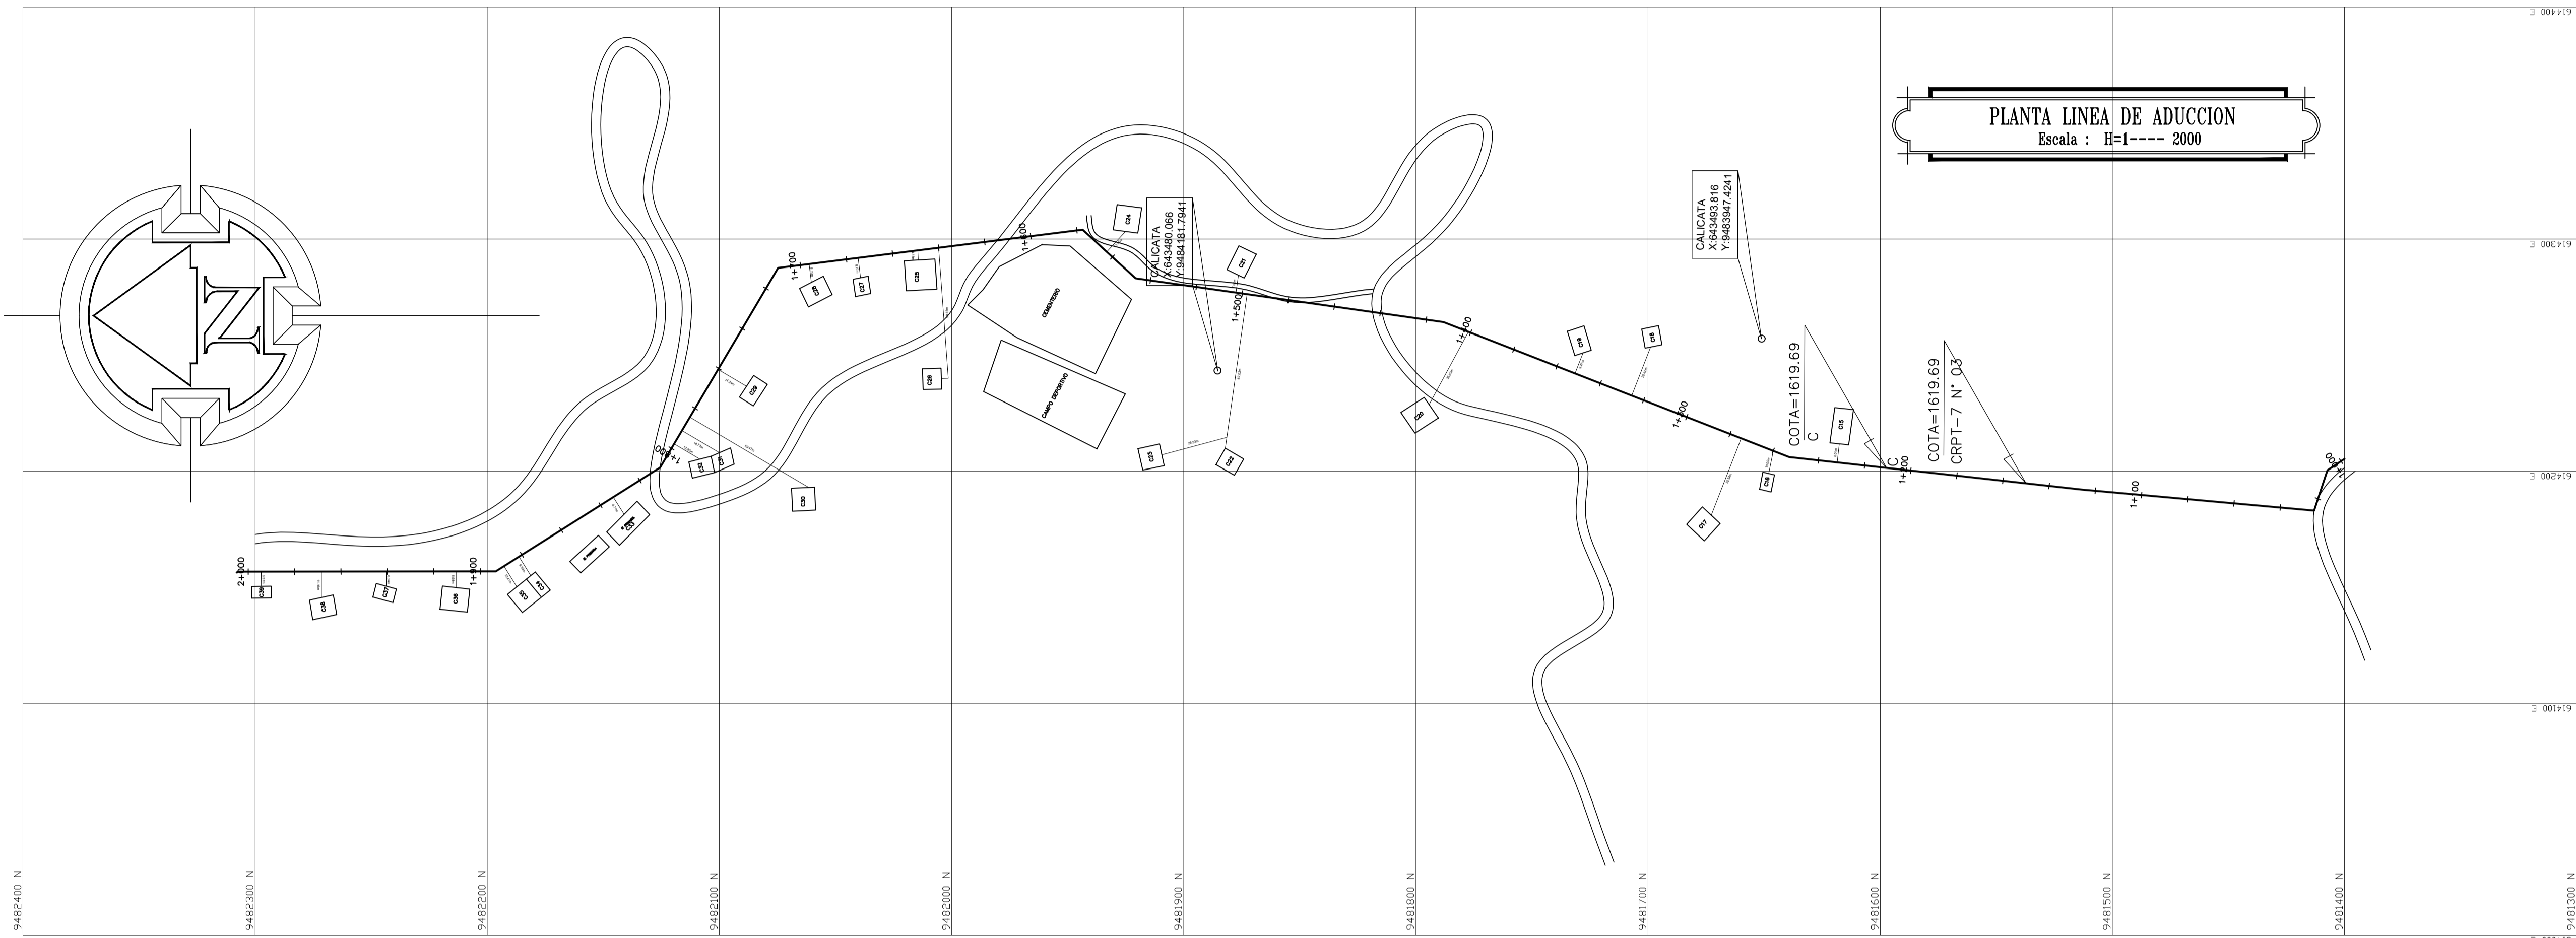 PLANTA LINEA DE ADUCCION
Escala : H=1---- 2000
614400 E
614300 E
614200 E
614100 E
N
CALICATA
X:643480.066
Y:9484181.7941
CALICATA
X:643493.816
Y:9483947.4241
COTA=1619.69
C
COTA=1619.69
CRPT-7 N° 03
C
CEMENTERIO
CAMPO DEPORTIVO
2+000
1+900
1+800
1+700
1+600
1+500
1+400
1+300
1+200
1+100
1+000
C39
C38
C37
C36
C35
C34
C33
C32
C31
C30
C29
C28
C27
C25
C26
C24
C23
C22
C21
C20
C19
C18
C17
C16
C15
9482400 N
9482300 N
9482200 N
9482100 N
9482000 N
9481900 N
9481800 N
9481700 N
9481600 N
9481500 N
9481400 N
9481300 N